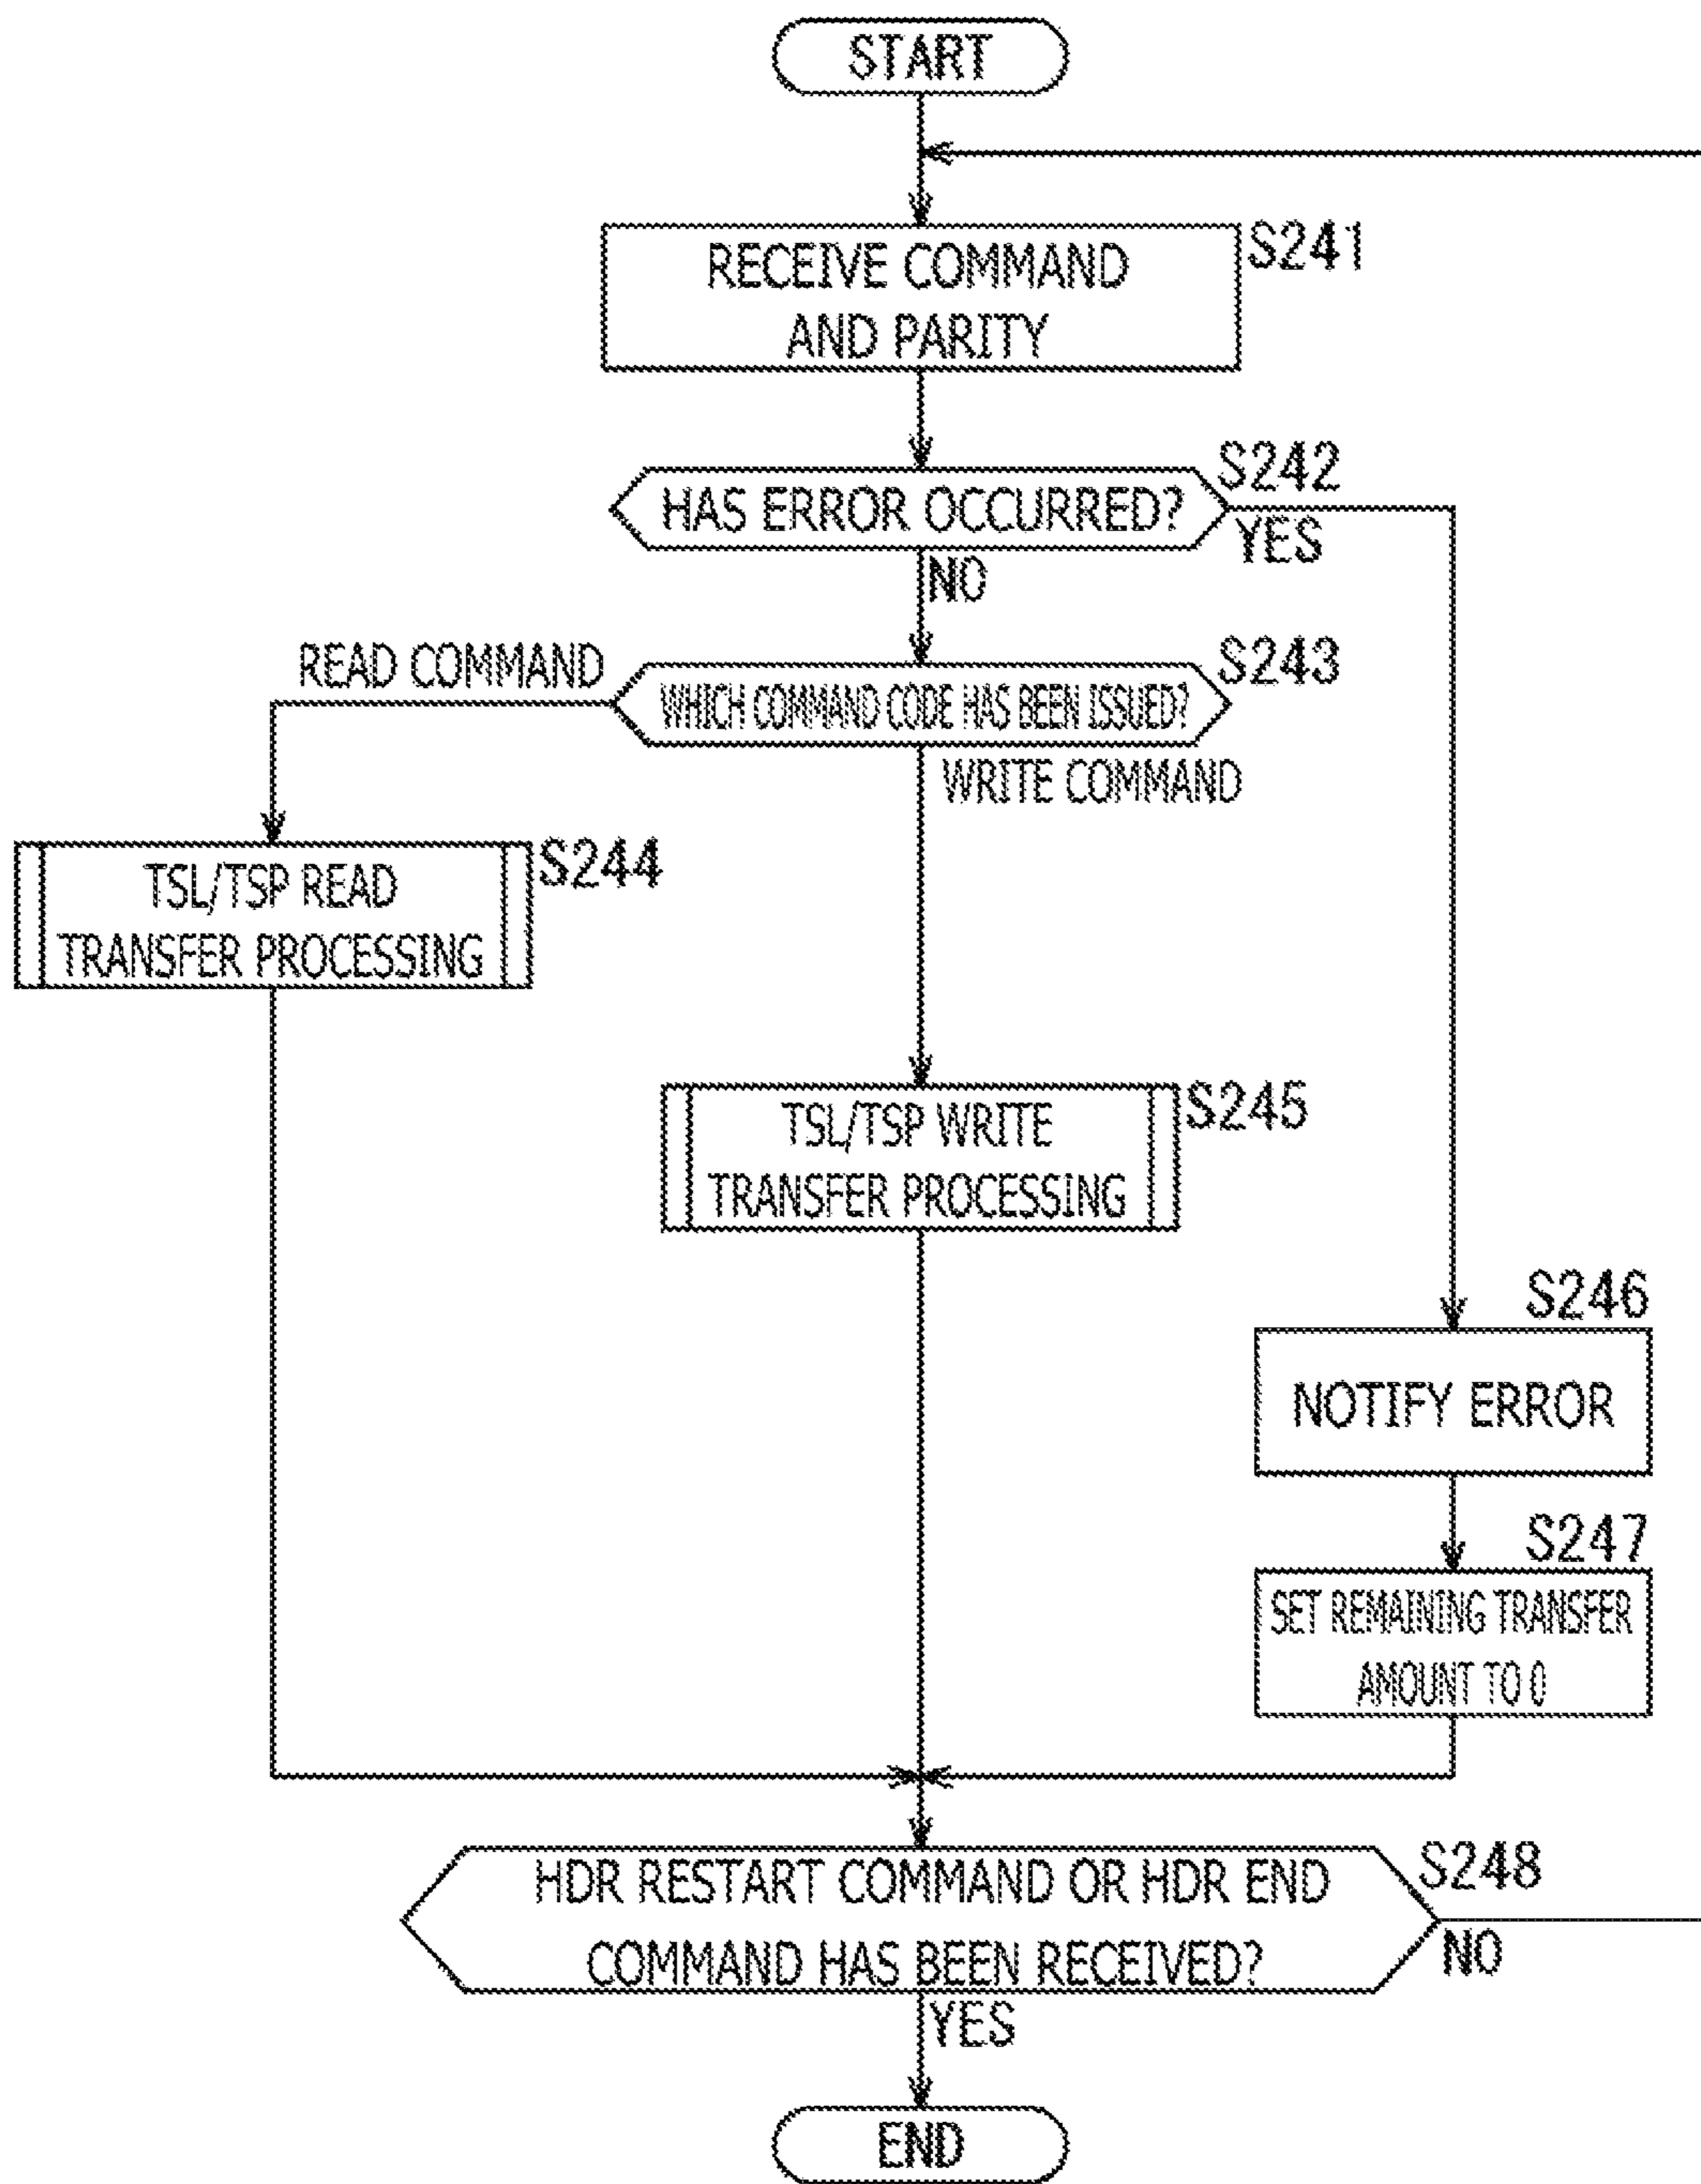 START
RECEIVE COMMAND
AND PARITY
S241
HAS ERROR OCCURRED?
S242
YES
NO
READ COMMAND
WHICH COMMAND CODE HAS BEEN ISSUED?
S243
WRITE COMMAND
TSL/TSP READ
TRANSFER PROCESSING
S244
TSL/TSP WRITE
TRANSFER PROCESSING
S245
S246
NOTIFY ERROR
S247
SET REMAINING TRANSFER
AMOUNT TO 0
HDR RESTART COMMAND OR HDR END
COMMAND HAS BEEN RECEIVED?
S248
NO
YES
END